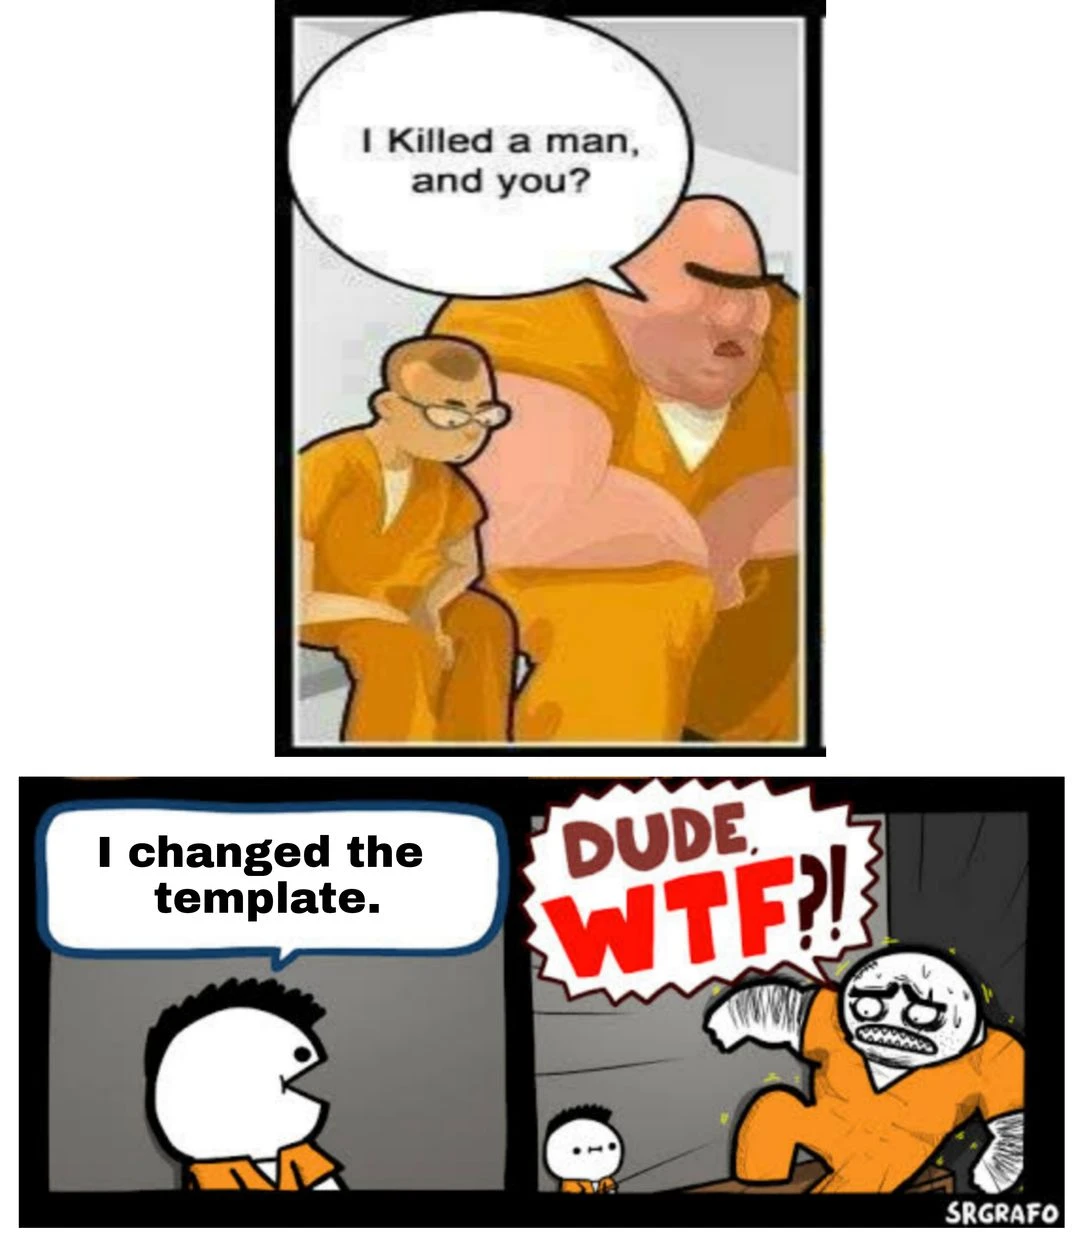 I Killed a man,
and you?
I changed the
template.
DUDE,
WTF?!
SRGRAFO